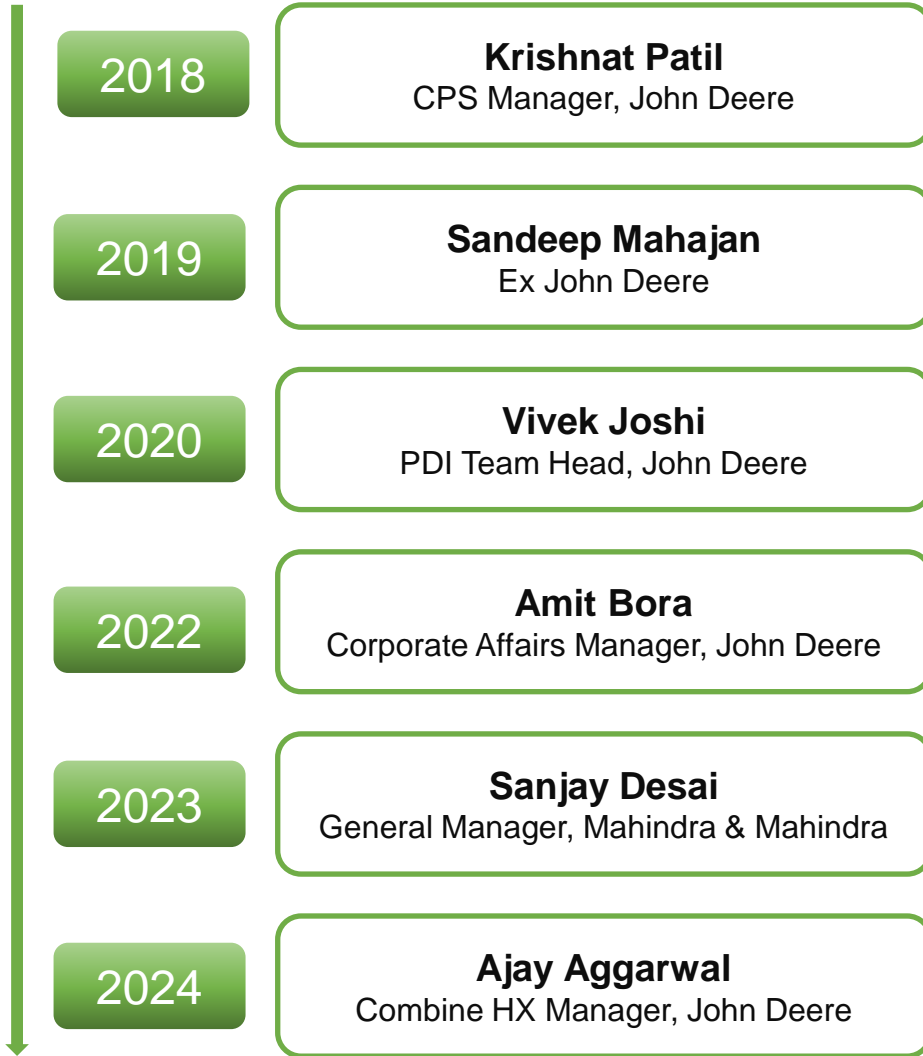 2018
Krishnat Patil
CPS Manager, John Deere
2019
Sandeep Mahajan
Ex John Deere
2020
Vivek Joshi
PDI Team Head, John Deere
2022
Amit Bora
Corporate Affairs Manager, John Deere
2023
Sanjay Desai
General Manager, Mahindra & Mahindra
2024
Ajay Aggarwal
Combine HX Manager, John Deere